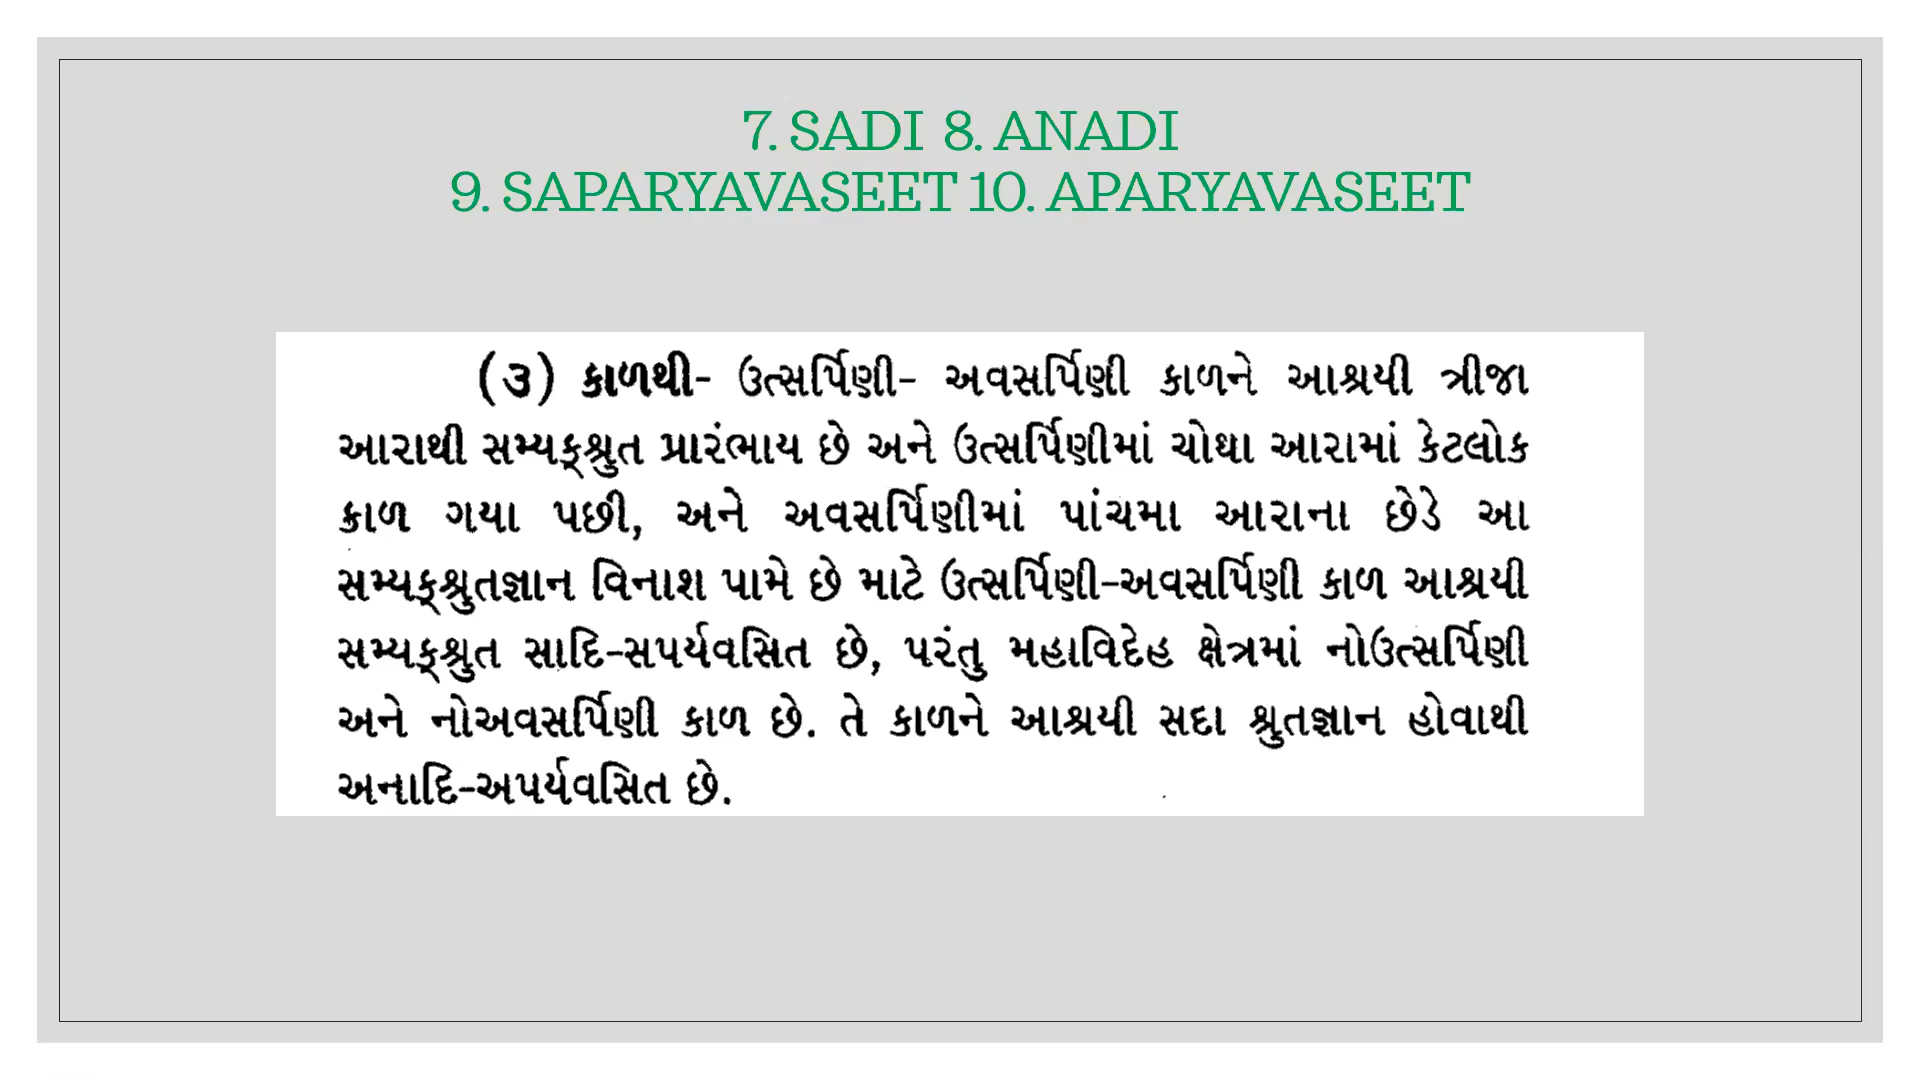 7. SADI 8. ANADI
9. SAPARYAVASEET 10. APARYAVASEET
(૩) કાળથી- ઉત્સર્પિણી- અવસર્પિણી કાળને આશ્રયી ત્રીજા
આરાથી સમ્યક્શ્રુત પ્રારંભાય છે અને ઉત્સર્પિણીમાં ચોથા આરામાં કેટલોક
કાળ ગયા પછી, અને અવસર્પિણીમાં પાંચમા આરાના છેડે આ
સમ્યક્શ્રુતજ્ઞાન વિનાશ પામે છે માટે ઉત્સર્પિણી-અવસર્પિણી કાળ આશ્રયી
સમ્યક્શ્રુત સાદિ-સપર્યવસિત છે, પરંતુ મહાવિદેહ ક્ષેત્રમાં નોઉત્સર્પિણી
અને નોઅવસર્પિણી કાળ છે. તે કાળને આશ્રયી સદા શ્રુતજ્ઞાન હોવાથી
અનાદિ-અપર્યવસિત છે.